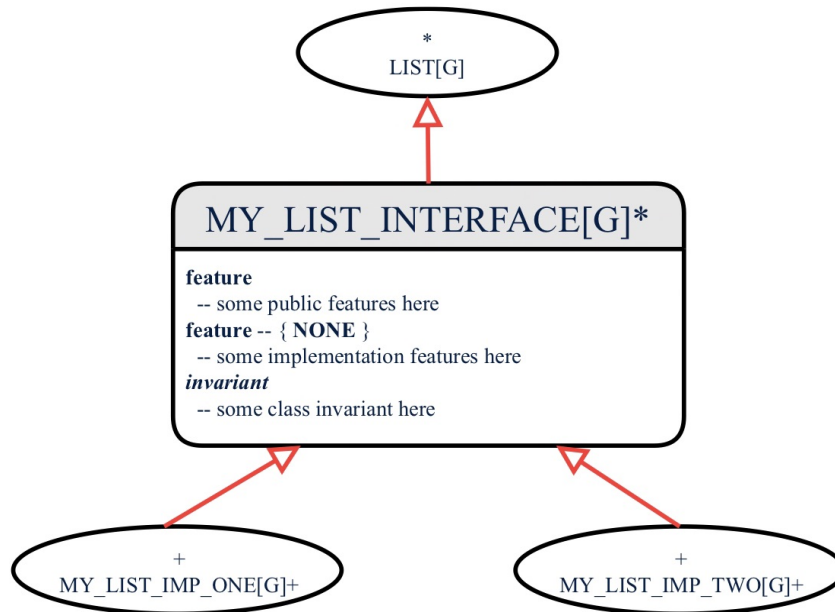 *
LIST[G]
MY_LIST_INTERFACE[G]*
feature
-- some public features here
feature -- { NONE }
-- some implementation features here
invariant
-- some class invariant here
+
MY_LIST_IMP_ONE[G]+
+
MY_LIST_IMP_TWO[G]+